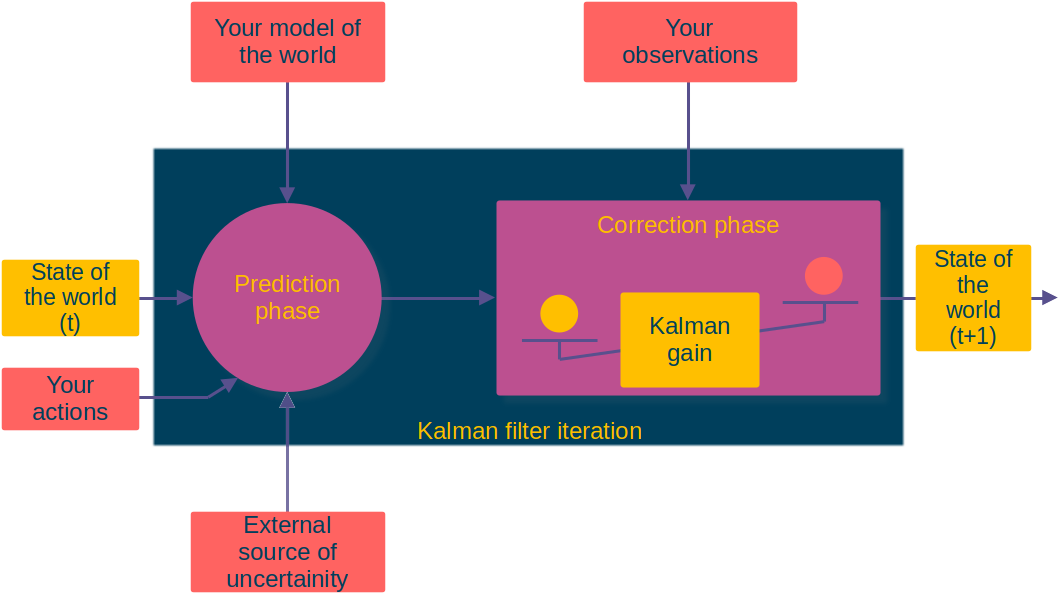 Your model of
the world
Your
observations
Correction phase
State of
the world
(t)
Prediction
phase
Kalman
gain
State of
the
world
(t+1)
Your
actions
Kalman filter iteration
External
source of
uncertainity